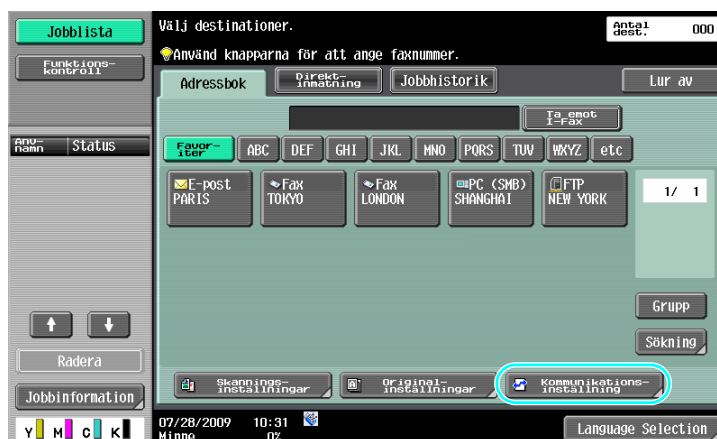 Jobblista
Funktions-
kontroll
Anv-
namn
Status
Radera
Jobbinformation
Y M C K
Välj destinationer.
Antal
dest.
000
Använd knapparna för att ange faxnummer.
Adressbok
Direkt-
inmatning
Jobbhistorik
Lur av
Ta emot
I-Fax
Favor-
iter
ABC
DEF
GHI
JKL
MNO
PQRS
TUV
WXYZ
etc
E-post
PARIS
Fax
TOKYO
Fax
LONDON
PC (SMB)
SHANGHAI
FTP
NEW YORK
1/ 1
Grupp
Sökning
Skannings-
inställningar
Original-
inställningar
Kommunikations-
inställning
07/28/2009 10:31
Minne 0%
Language Selection